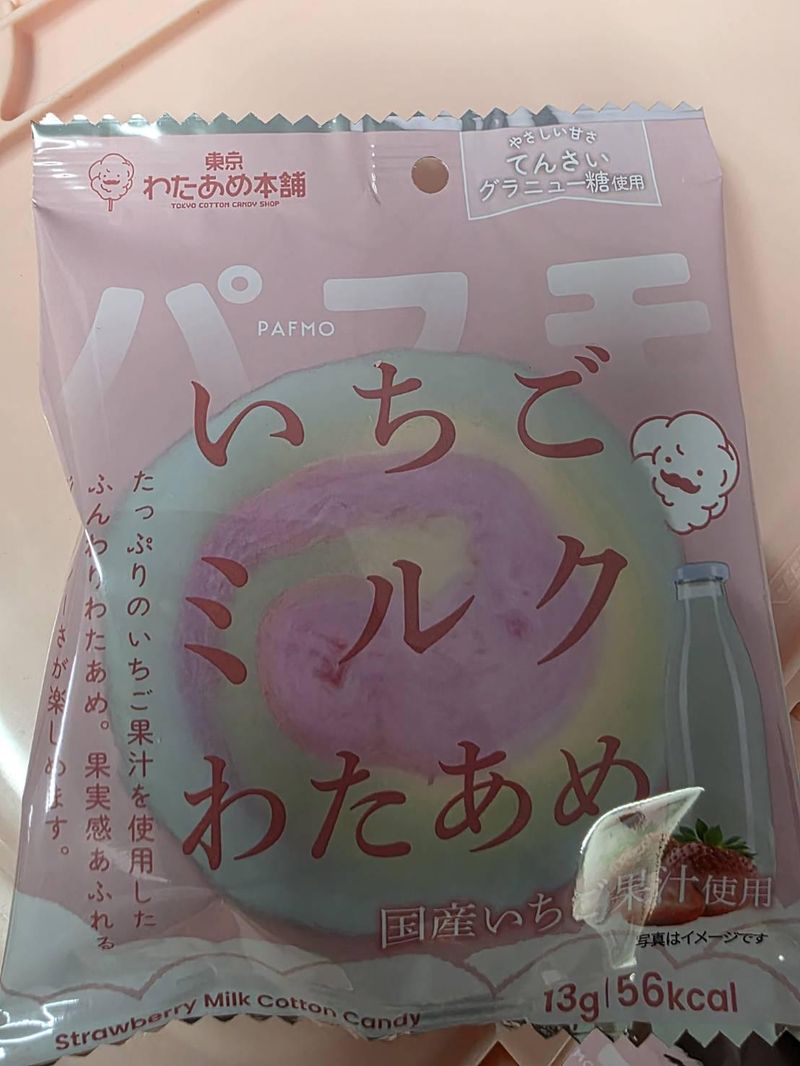 東京
わたあめ本舗
TOKYO COTTON CANDY SHOP
やさしい甘さ
てんさい
グラニュー糖使用
パフモ
PAFMO
いちご
ミルク
わたあめ
たっぷりのいちご果汁を使用した
ふんわりわたあめ。果実感あふれる
さが楽しめます。
国産いちご果汁使用
写真はイメージです
13g|56kcal
Strawberry Milk Cotton Candy